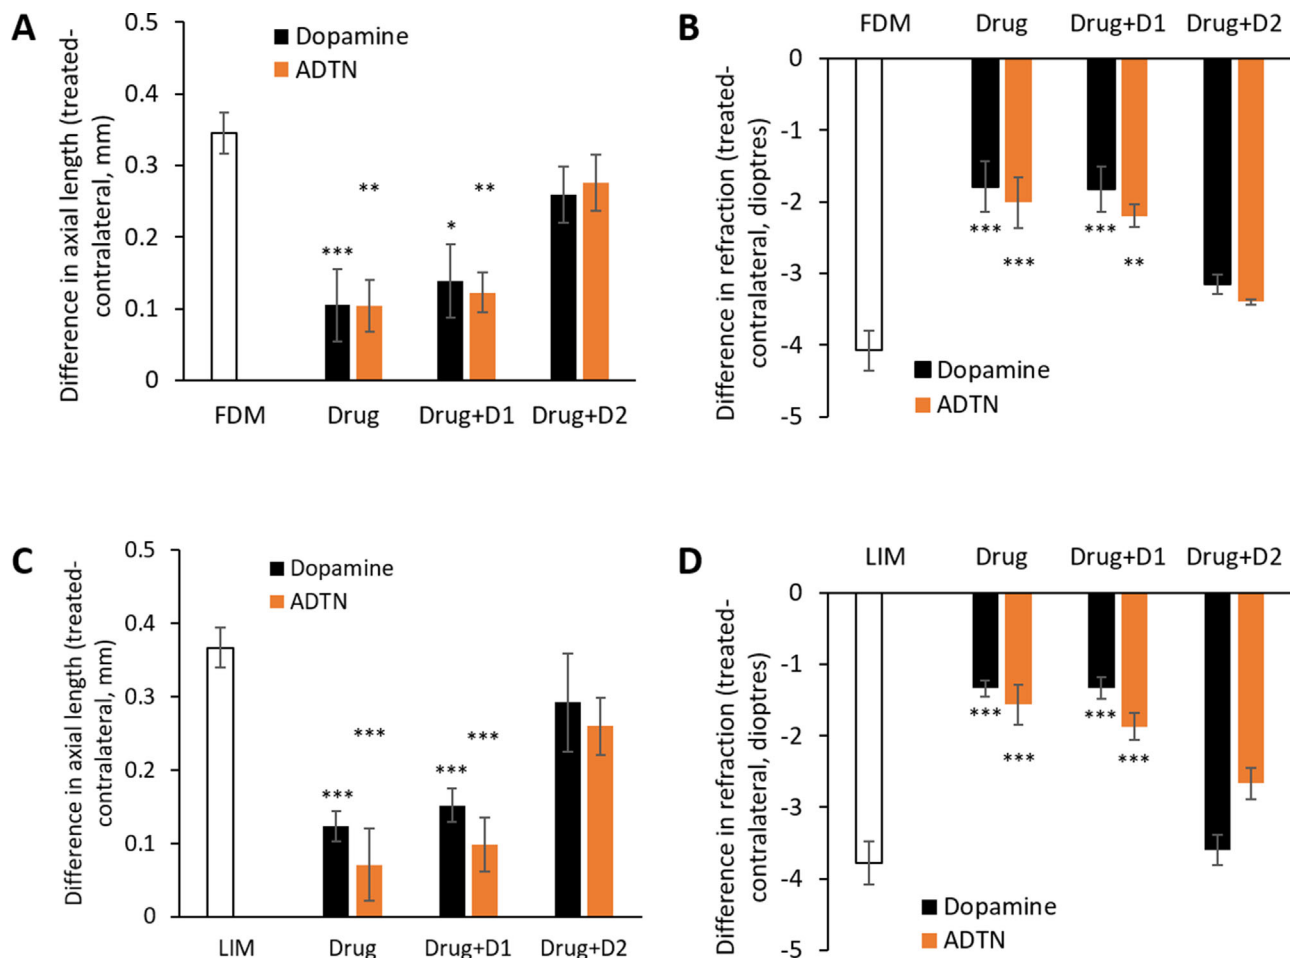 A
Difference in axial length (treated-
contralateral, mm)
0.5
0.4
0.3
0.2
0.1
0
Dopamine
ADTN
***
**
*
**
FDM
Drug
Drug+D1
Drug+D2
B
Difference in refraction (treated-
contralateral, dioptres)
FDM
Drug
Drug+D1
Drug+D2
0
-1
-2
-3
-4
-5
***
***
***
**
Dopamine
ADTN
C
Difference in axial length (treated-
contralateral, mm)
0.5
0.4
0.3
0.2
0.1
0
Dopamine
ADTN
***
***
***
***
LIM
Drug
Drug+D1
Drug+D2
D
Difference in refraction (treated-
contralateral, dioptres)
LIM
Drug
Drug+D1
Drug+D2
0
-1
-2
-3
-4
-5
***
***
***
***
Dopamine
ADTN